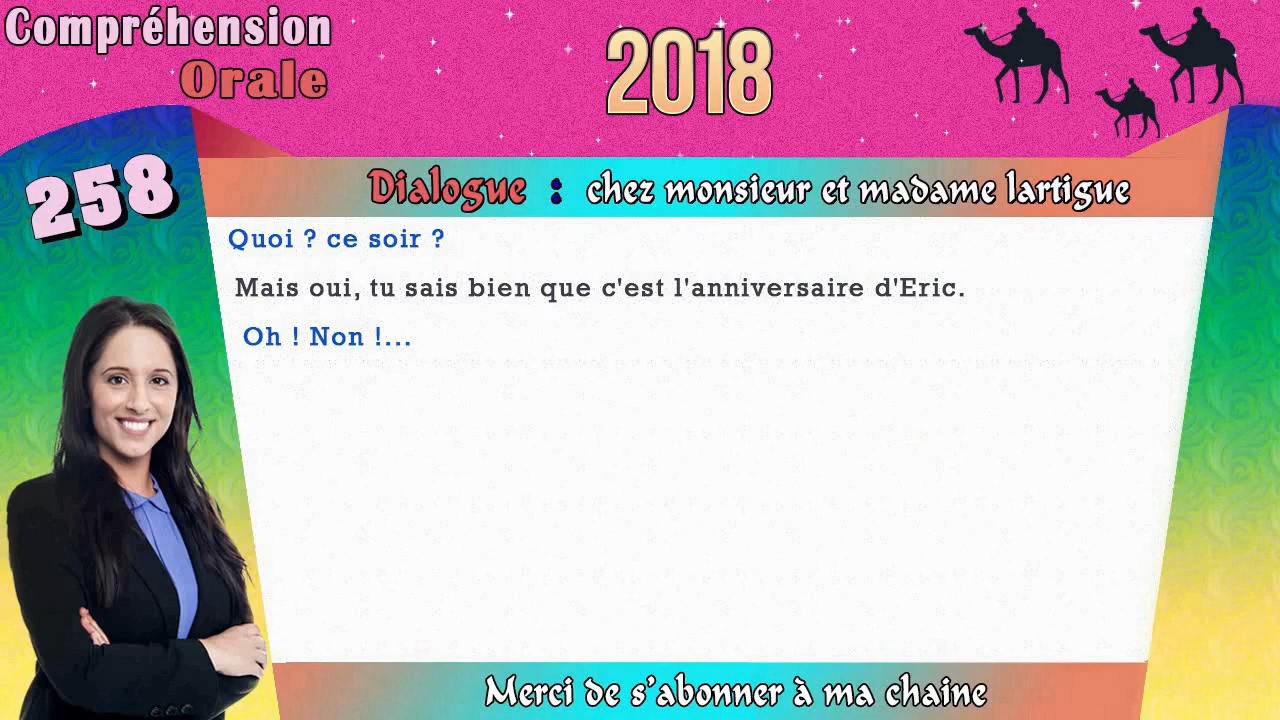 Compréhension
Orale
2018
258
Dialogue : chez monsieur et madame lartigue
Quoi ? ce soir ?
Mais oui, tu sais bien que c'est l'anniversaire d'Eric.
Oh ! Non !...
Merci de s'abonner à ma chaine